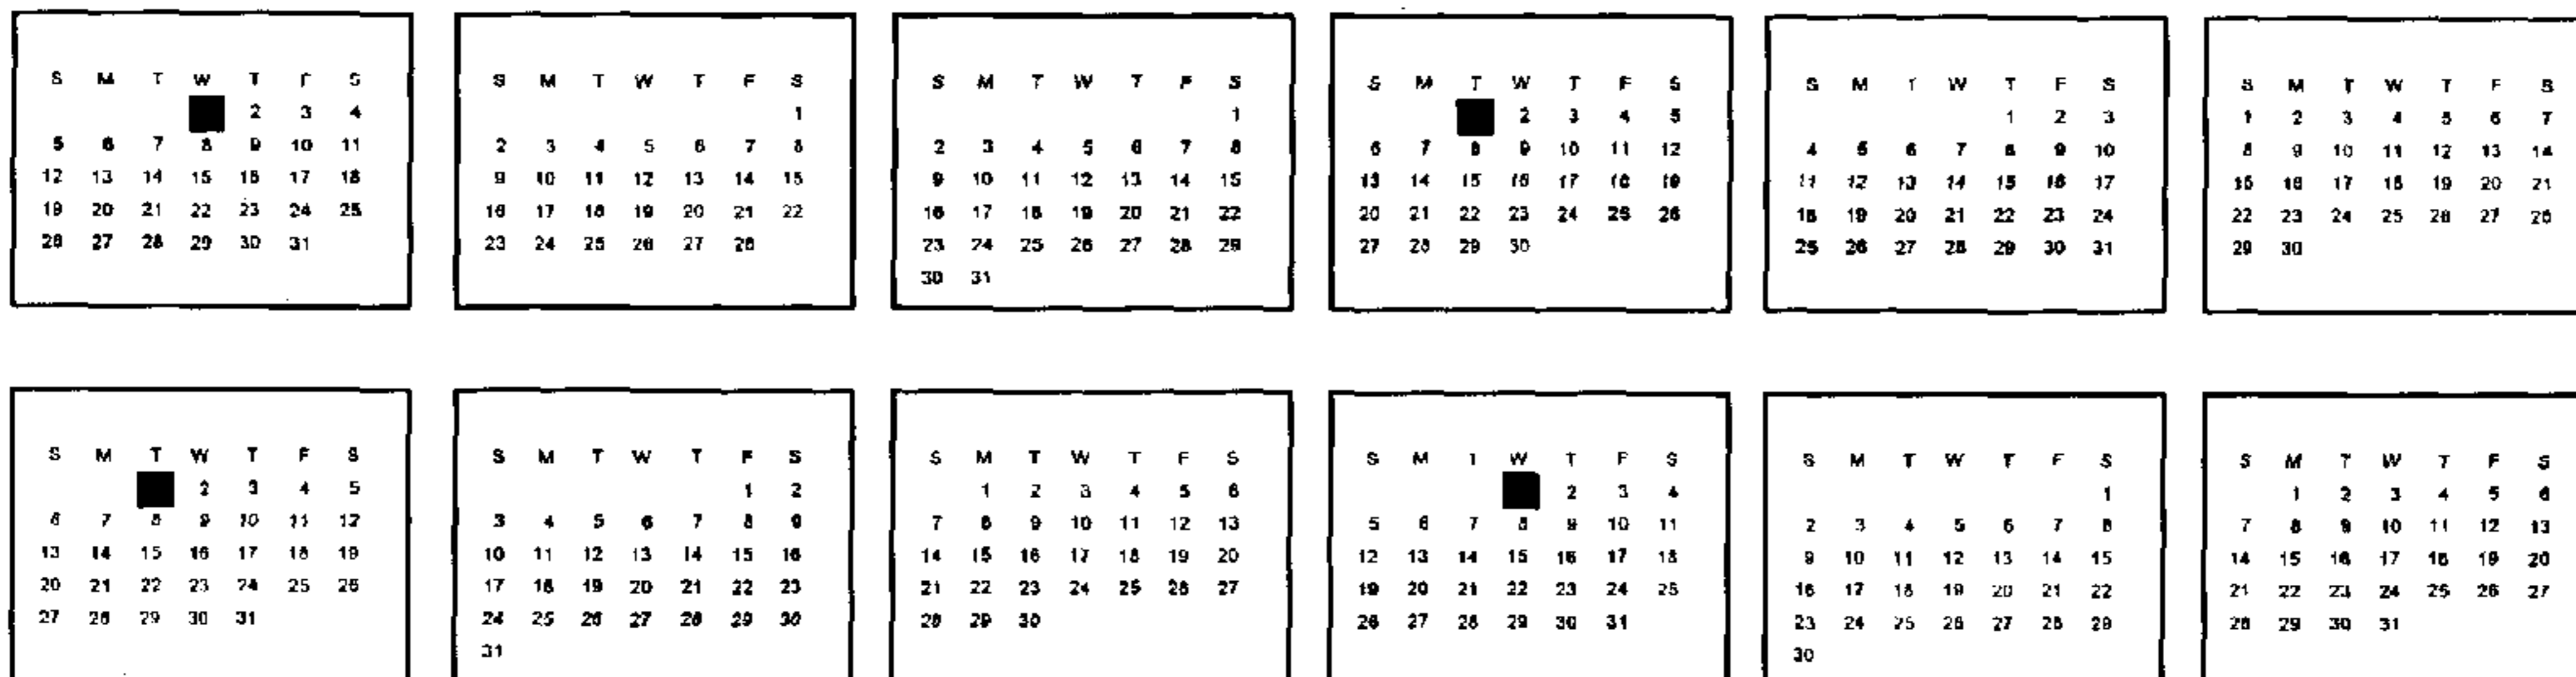 S M T W T F S
2 3 4
5 6 7 8 9 10 11
12 13 14 15 16 17 18
19 20 21 22 23 24 25
26 27 28 29 30 31
S M T W T F S
1
2 3 4 5 6 7 8
9 10 11 12 13 14 15
16 17 18 19 20 21 22
23 24 25 26 27 28
S M T W T F S
1
2 3 4 5 6 7 8
9 10 11 12 13 14 15
16 17 18 19 20 21 22
23 24 25 26 27 28 29
30 31
S M T W T F S
2 3 4 5
6 7 8 9 10 11 12
13 14 15 16 17 18 19
20 21 22 23 24 25 26
27 28 29 30
S M T W T F S
1 2 3
4 5 6 7 8 9 10
11 12 13 14 15 16 17
18 19 20 21 22 23 24
25 26 27 28 29 30 31
S M T W T F S
1 2 3 4 5 6 7
8 9 10 11 12 13 14
15 16 17 18 19 20 21
22 23 24 25 26 27 28
29 30
S M T W T F S
2 3 4 5
6 7 8 9 10 11 12
13 14 15 16 17 18 19
20 21 22 23 24 25 26
27 28 29 30 31
S M T W T F S
1 2
3 4 5 6 7 8 9
10 11 12 13 14 15 16
17 18 19 20 21 22 23
24 25 26 27 28 29 30
31
S M T W T F S
1 2 3 4 5 6
7 8 9 10 11 12 13
14 15 16 17 18 19 20
21 22 23 24 25 26 27
28 29 30
S M T W T F S
2 3 4
5 6 7 8 9 10 11
12 13 14 15 16 17 18
19 20 21 22 23 24 25
26 27 28 29 30 31
S M T W T F S
1
2 3 4 5 6 7 8
9 10 11 12 13 14 15
16 17 18 19 20 21 22
23 24 25 26 27 28 29
30
S M T W T F S
1 2 3 4 5 6
7 8 9 10 11 12 13
14 15 16 17 18 19 20
21 22 23 24 25 26 27
28 29 30 31